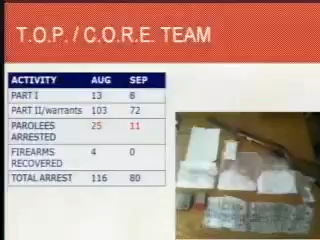 T.O.P. / C.O.R.E. TEAM
ACTIVITY AUG SEP
PART I 13 8
PART II/warrants 103 72
PAROLEES ARRESTED 25 11
FIREARMS RECOVERED 4 0
TOTAL ARREST 116 80